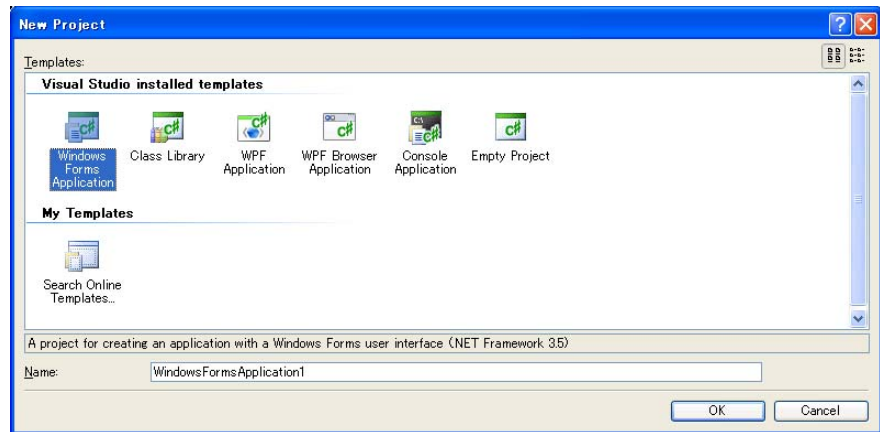 New Project
Templates:
Visual Studio installed templates
Windows Forms Application
Class Library
WPF Application
WPF Browser Application
Console Application
Empty Project
My Templates
Search Online Templates...
A project for creating an application with a Windows Forms user interface (.NET Framework 3.5)
Name:
WindowsFormsApplication1
OK
Cancel